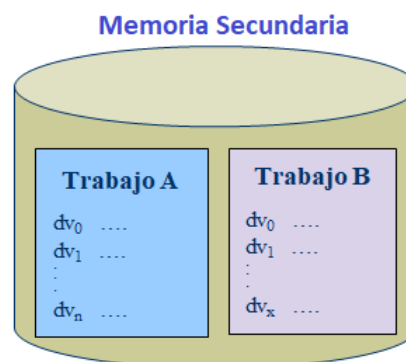 Memoria Secundaria
Trabajo A
dv₀ ....
dv₁ ....
:
:
dvₙ ....
Trabajo B
dv₀ ....
dv₁ ....
:
:
dvₓ ....